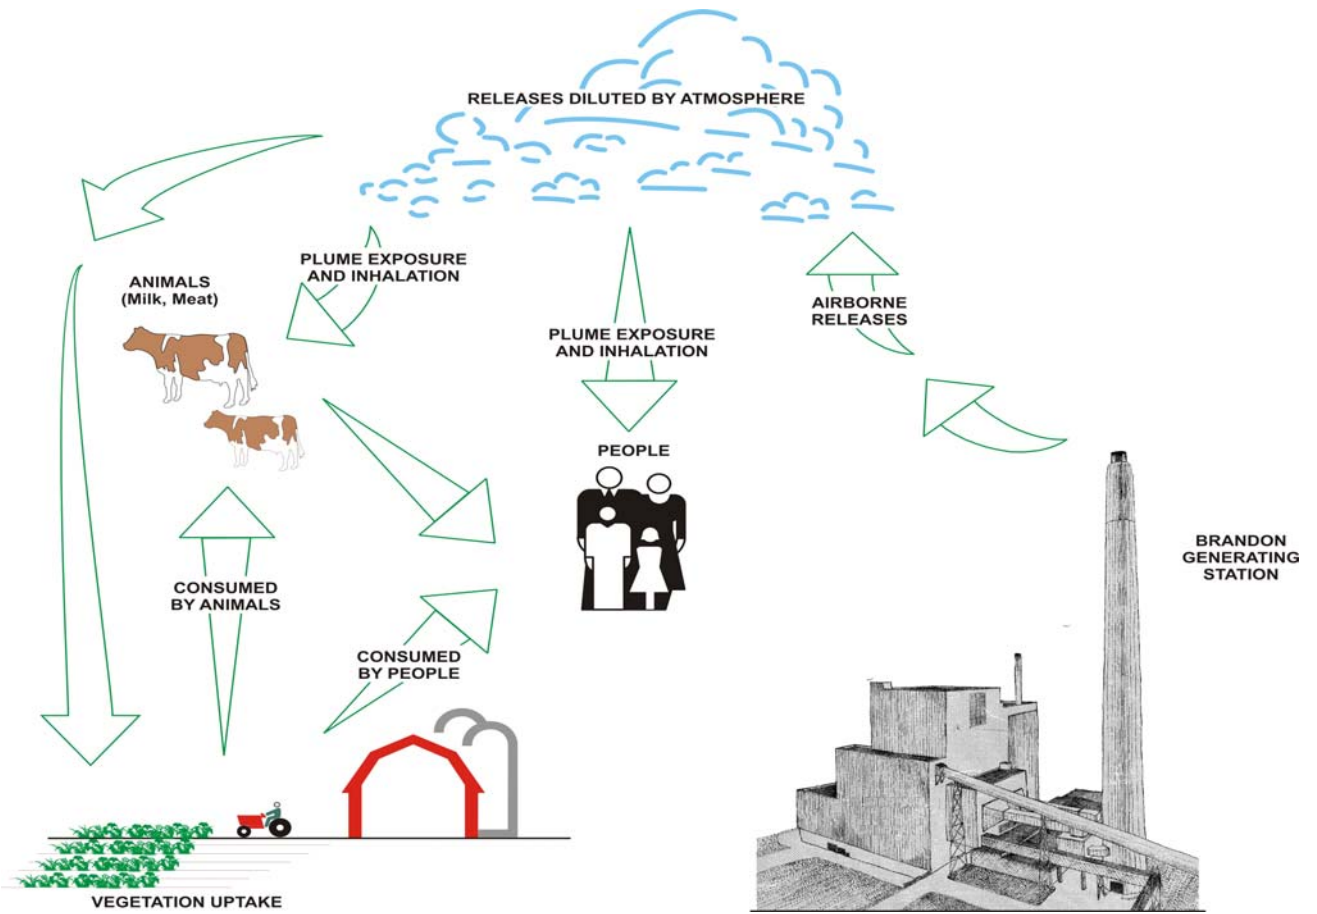 RELEASES DILUTED BY ATMOSPHERE
PLUME EXPOSURE
AND INHALATION
ANIMALS
(Milk, Meat)
AIRBORNE
RELEASES
PLUME EXPOSURE
AND INHALATION
PEOPLE
BRANDON
GENERATING
STATION
CONSUMED
BY ANIMALS
CONSUMED
BY PEOPLE
VEGETATION UPTAKE